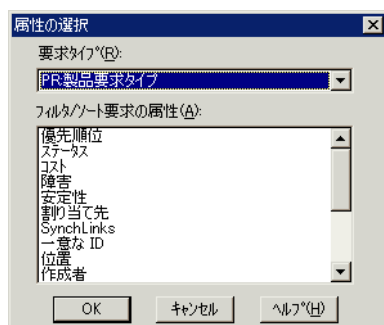 属性の選択
要求ﾀｲﾌﾟ(R):
PR:製品要求タイプ
ﾌｨﾙﾀ/ｿｰﾄ要求の属性(A):
優先順位
ｽﾃｰﾀｽ
ｺｽﾄ
障害
安定性
割り当て先
SynchLinks
一意な ID
位置
作成者
OK
ｷｬﾝｾﾙ
ﾍﾙﾌﾟ(H)